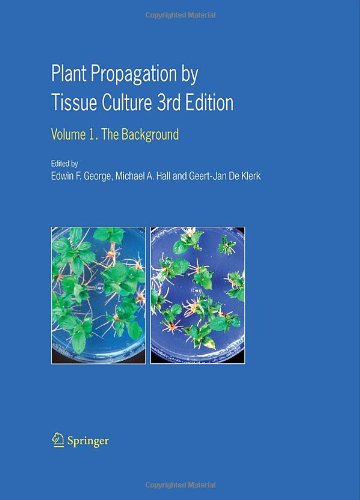 Plant Propagation by
Tissue Culture 3rd Edition
Volume 1. The Background
Edited by
Edwin F. George, Michael A. Hall and Geert-Jan De Klerk
Springer